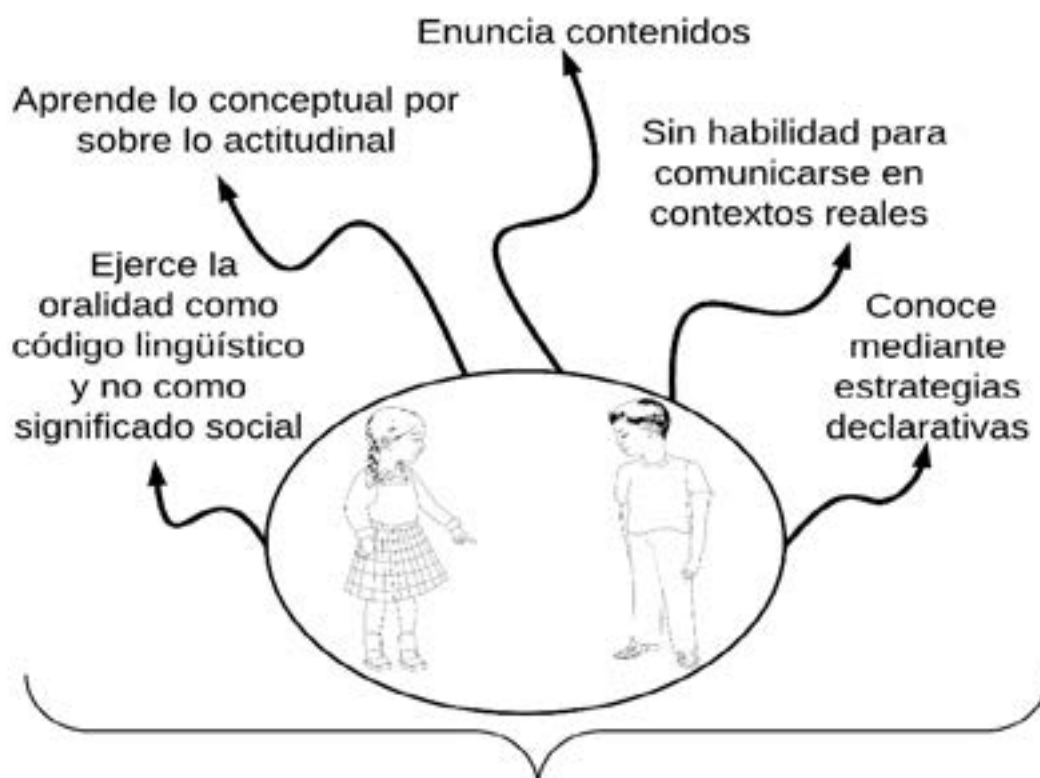 Enuncia contenidos
Aprende lo conceptual por
sobre lo actitudinal
Sin habilidad para
comunicarse en
contextos reales
Ejerce la
oralidad como
código lingüístico
y no como
significado social
Conoce
mediante
estrategias
declarativas